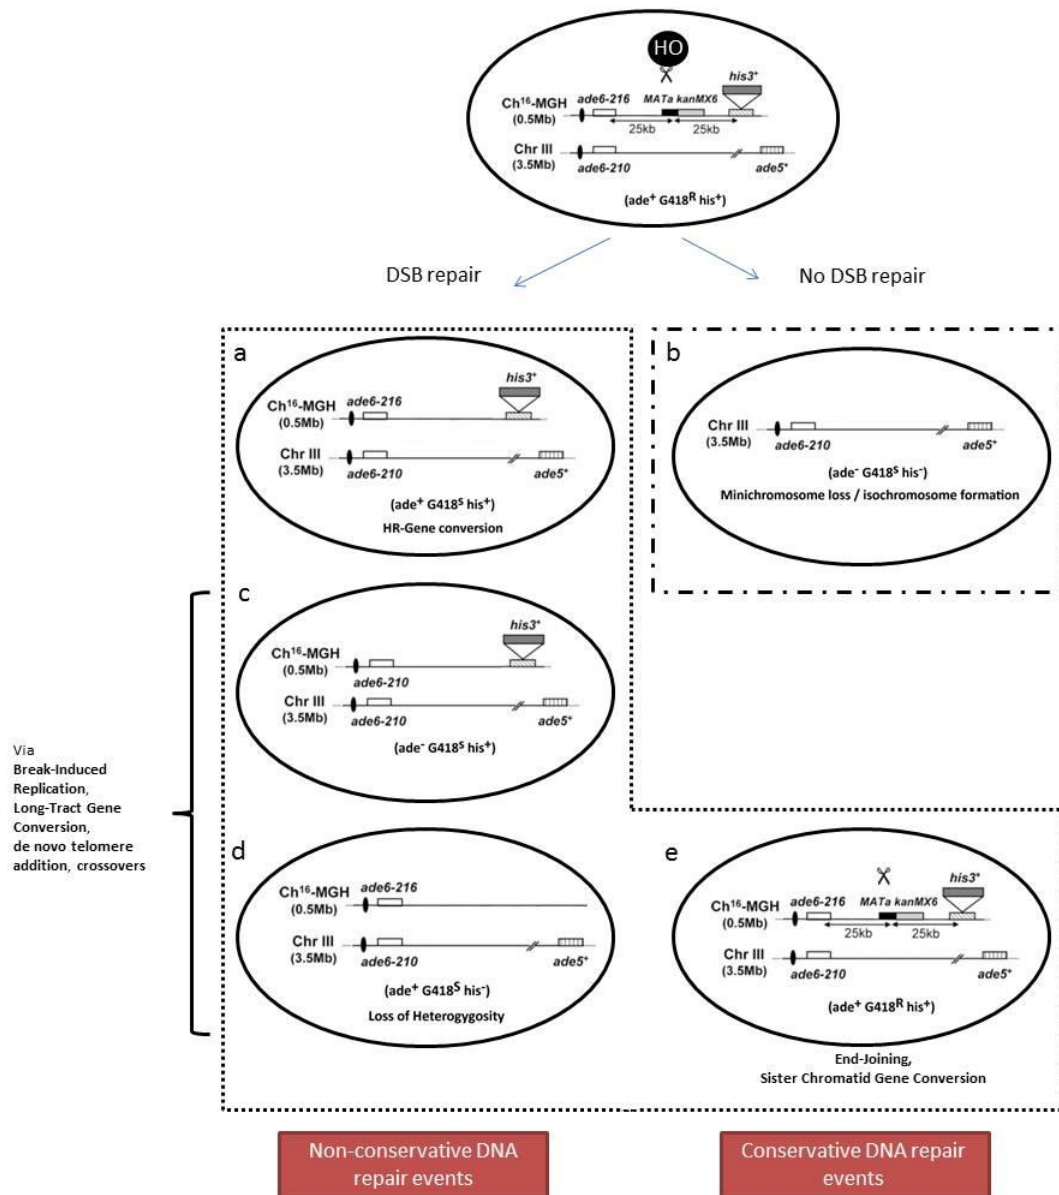 HO
his3⁺
ade6-216 MATa kanMX6
Ch¹⁶-MGH
(0.5Mb)
25kb 25kb
Chr III
(3.5Mb)
ade6-210 ade5⁺
(ade⁺ G418ᴿ his⁺)
DSB repair
No DSB repair
a
his3⁺
ade6-216
Ch¹⁶-MGH
(0.5Mb)
Chr III
(3.5Mb)
ade6-210 ade5⁺
(ade⁺ G418ˢ his⁺)
HR-Gene conversion
b
Chr III
(3.5Mb)
ade6-210 ade5⁺
(ade⁻ G418ˢ his⁻)
Minichromosome loss / isochromosome formation
c
his3⁺
Ch¹⁶-MGH
(0.5Mb)
ade6-210
Chr III
(3.5Mb)
ade6-210 ade5⁺
(ade⁻ G418ˢ his⁺)
Via
Break-Induced
Replication,
Long-Tract Gene
Conversion,
de novo telomere
addition, crossovers
d
ade6-216
Ch¹⁶-MGH
(0.5Mb)
Chr III
(3.5Mb)
ade6-210 ade5⁺
(ade⁺ G418ˢ his⁻)
Loss of Heterogygosity
e
his3⁺
ade6-216 MATa kanMX6
Ch¹⁶-MGH
(0.5Mb)
25kb 25kb
Chr III
(3.5Mb)
ade6-210 ade5⁺
(ade⁺ G418ᴿ his⁺)
End-Joining,
Sister Chromatid Gene Conversion
Non-conservative DNA
repair events
Conservative DNA repair
events